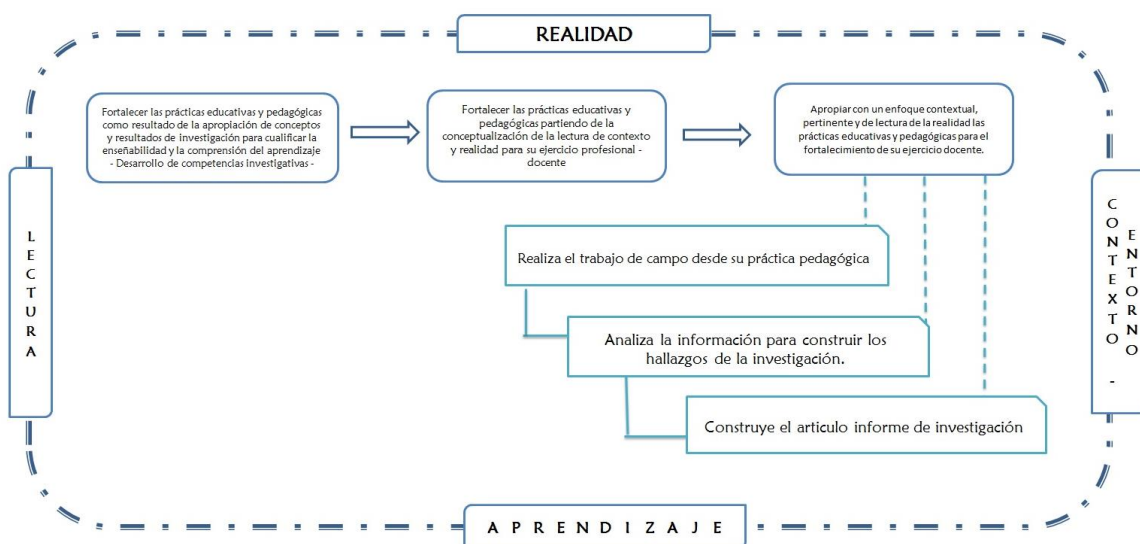 REALIDAD
Fortalecer las prácticas educativas y pedagógicas
como resultado de la apropiación de conceptos
y resultados de investigación para cualificar la
enseñabilidad y la comprensión del aprendizaje
- Desarrollo de competencias investigativas -
Fortalecer las prácticas educativas y
pedagógicas partiendo de la
conceptualización de la lectura de contexto
y realidad para su ejercicio profesional -
docente
Apropiar con un enfoque contextual,
pertinente y de lectura de la realidad las
prácticas educativas y pedagógicas para el
fortalecimiento de su ejercicio docente.
LECTURA
Realiza el trabajo de campo desde su práctica pedagógica
Analiza la información para construir los
hallazgos de la investigación.
Construye el articulo informe de investigación
CONTEXTO -
ENTORNO
APRENDIZAJE